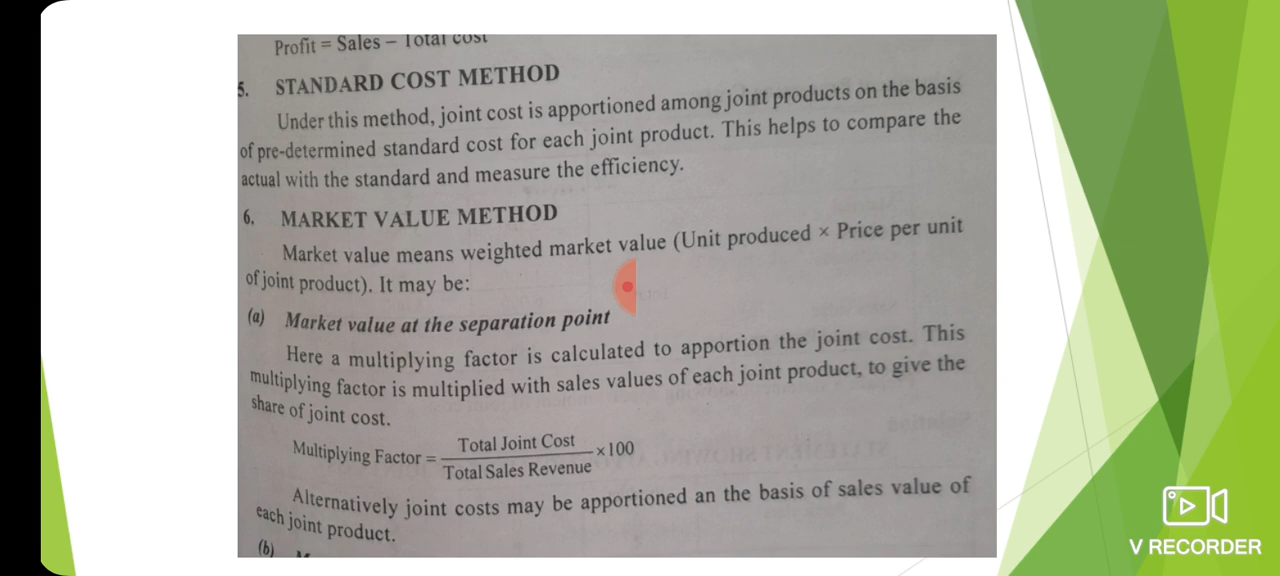 Profit = Sales – Total cost
5. STANDARD COST METHOD
Under this method, joint cost is apportioned among joint products on the basis
of pre-determined standard cost for each joint product. This helps to compare the
actual with the standard and measure the efficiency.
6. MARKET VALUE METHOD
Market value means weighted market value (Unit produced × Price per unit
of joint product). It may be:
(a) Market value at the separation point
Here a multiplying factor is calculated to apportion the joint cost. This
multiplying factor is multiplied with sales values of each joint product, to give the
share of joint cost.
Multiplying Factor = Total Joint Cost / Total Sales Revenue ×100
Alternatively joint costs may be apportioned an the basis of sales value of
each joint product.
(b)
V RECORDER